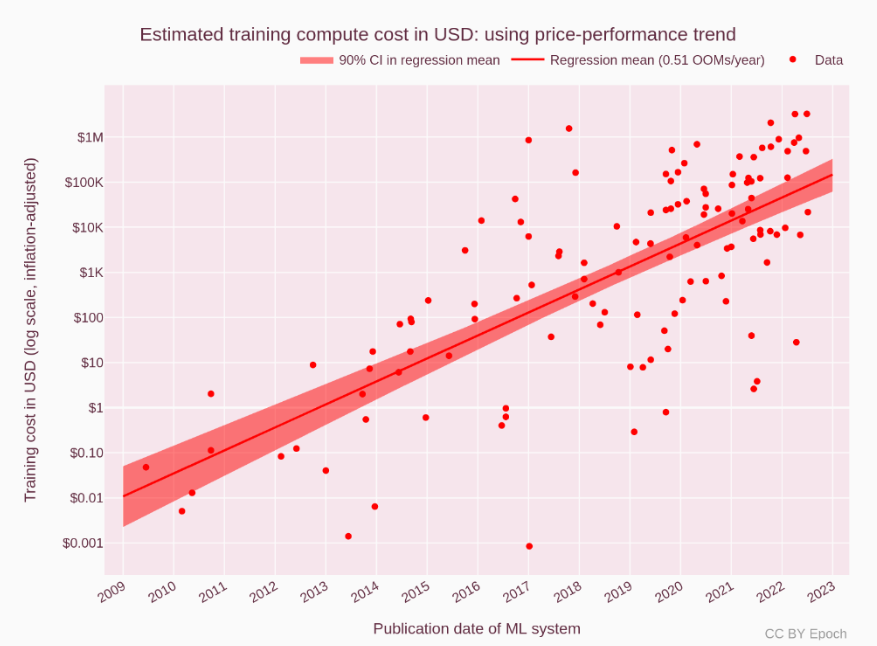 Estimated training compute cost in USD: using price-performance trend
90% CI in regression mean
Regression mean (0.51 OOMs/year)
Data
Training cost in USD (log scale, inflation-adjusted)
$1M
$100K
$10K
$1K
$100
$10
$1
$0.10
$0.01
$0.001
2009
2010
2011
2012
2013
2014
2015
2016
2017
2018
2019
2020
2021
2022
2023
Publication date of ML system
CC BY Epoch